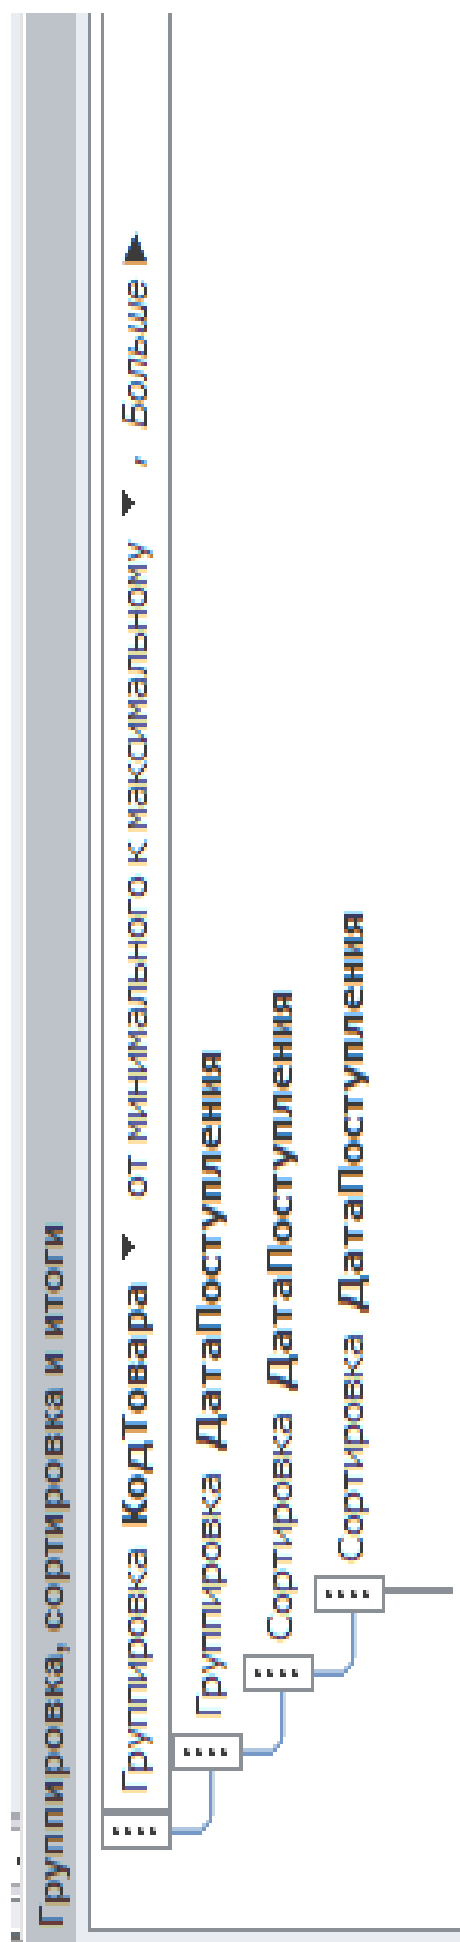 Группировка, сортировка и итоги
Группировка КодТовара ▼ от минимального к максимальному ▼ , Больше ▶
Группировка ДатаПоступления
Сортировка ДатаПоступления
Сортировка ДатаПоступления